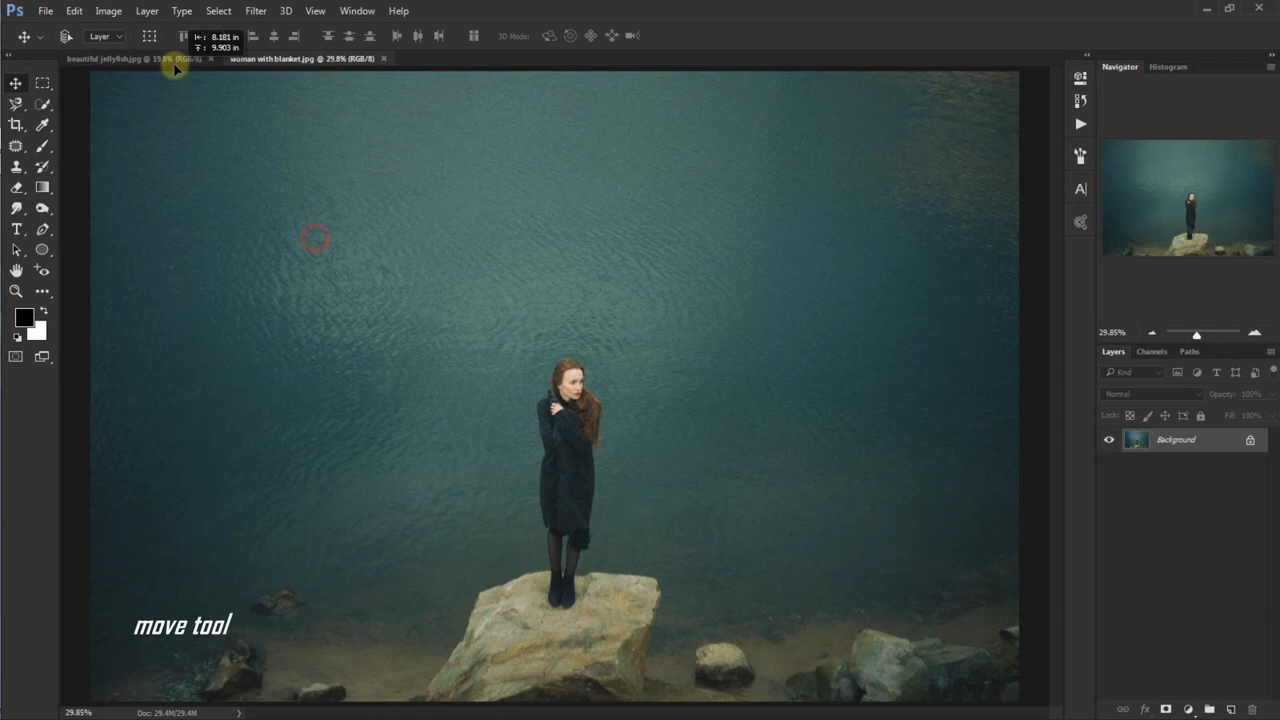 Ps File Edit Image Layer Type Select Filter 3D View Window Help
Layer 3D Mode:
8.181 in
9.903 in
beautiful jellyfish.jpg @ 19.8% (RGB/8) × woman with blanket.jpg @ 29.8% (RGB/8) ×
Navigator Histogram
29.85%
Layers Channels Paths
Kind
Normal Opacity: 100%
Lock: Fill: 100%
Background
move tool
29.85% Doc: 29.4M/29.4M